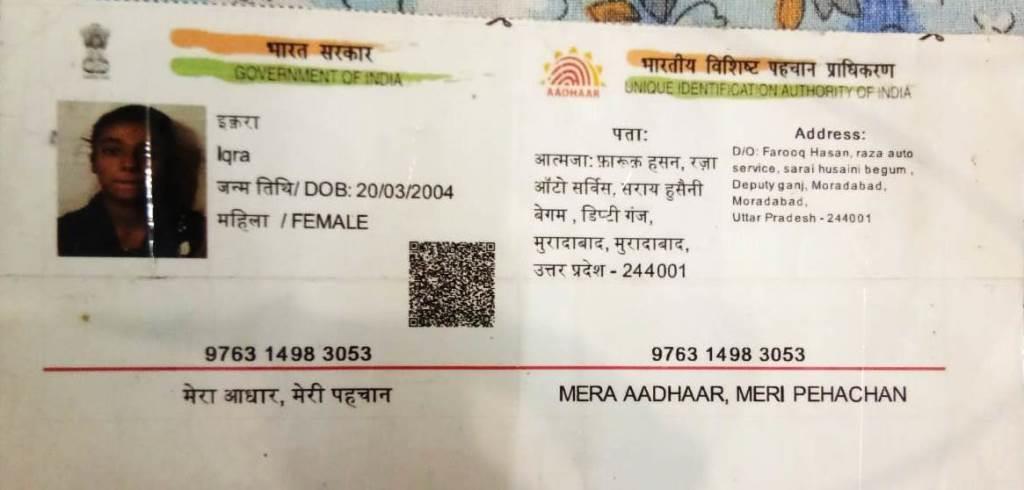 भारत सरकार
GOVERNMENT OF INDIA
इक़रा
Iqra
जन्म तिथि/ DOB: 20/03/2004
महिला / FEMALE
9763 1498 3053
मेरा आधार, मेरी पहचान
AADHAAR
भारतीय विशिष्ट पहचान प्राधिकरण
UNIQUE IDENTIFICATION AUTHORITY OF INDIA
पता:
आत्मजा: फ़ारूक़ हसन, रज़ा
ऑटो सर्विस, सराय हुसैनी
बेगम , डिप्टी गंज,
मुरादाबाद, मुरादाबाद,
उत्तर प्रदेश - 244001
Address:
D/O: Farooq Hasan, raza auto
service, sarai husaini begum ,
Deputy ganj, Moradabad,
Moradabad,
Uttar Pradesh - 244001
9763 1498 3053
MERA AADHAAR, MERI PEHACHAN